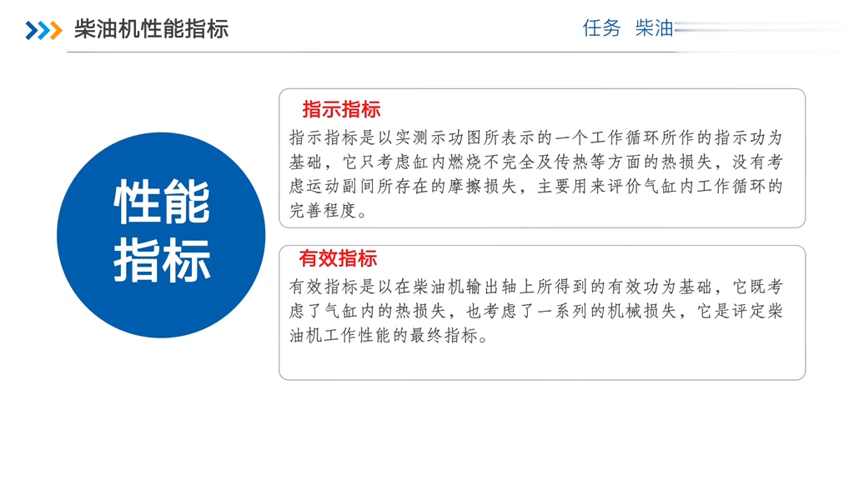 柴油机性能指标
任务 柴油
性能
指标
指示指标
指示指标是以实测示功图所表示的一个工作循环所作的指示功为
基础，它只考虑缸内燃烧不完全及传热等方面的热损失，没有考
虑运动副间所存在的摩擦损失，主要用来评价气缸内工作循环的
完善程度。
有效指标
有效指标是以在柴油机输出轴上所得到的有效功为基础，它既考
虑了气缸内的热损失，也考虑了一系列的机械损失，它是评定柴
油机工作性能的最终指标。